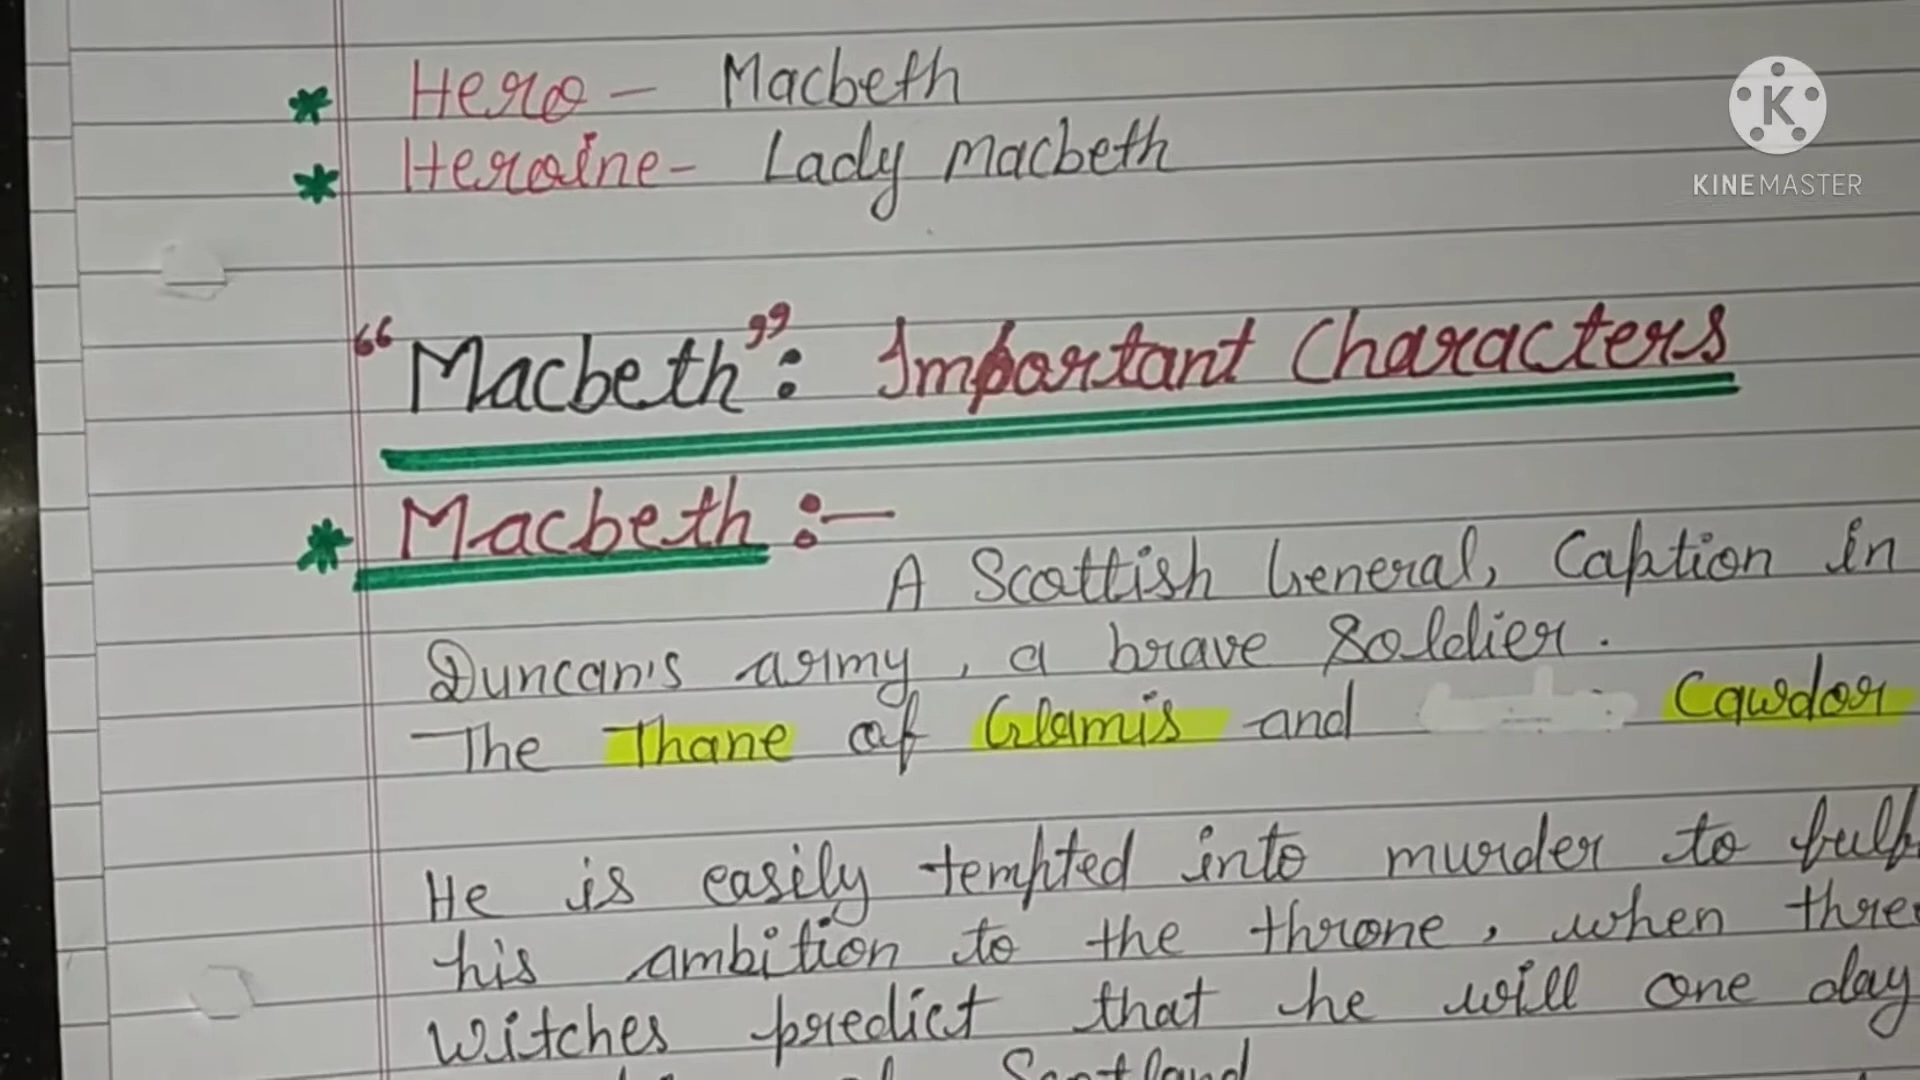 * Hero - Macbeth
* Heroine - Lady Macbeth
KINEMASTER
"Macbeth": Important Characters
* Macbeth :-
A Scottish General, Caption in
Duncan's army, a brave Soldier.
The Thane of Glamis and Cawdor
He is easily tempted into murder to
his ambition to the throne, when
witches predict that he will one day
Scotland